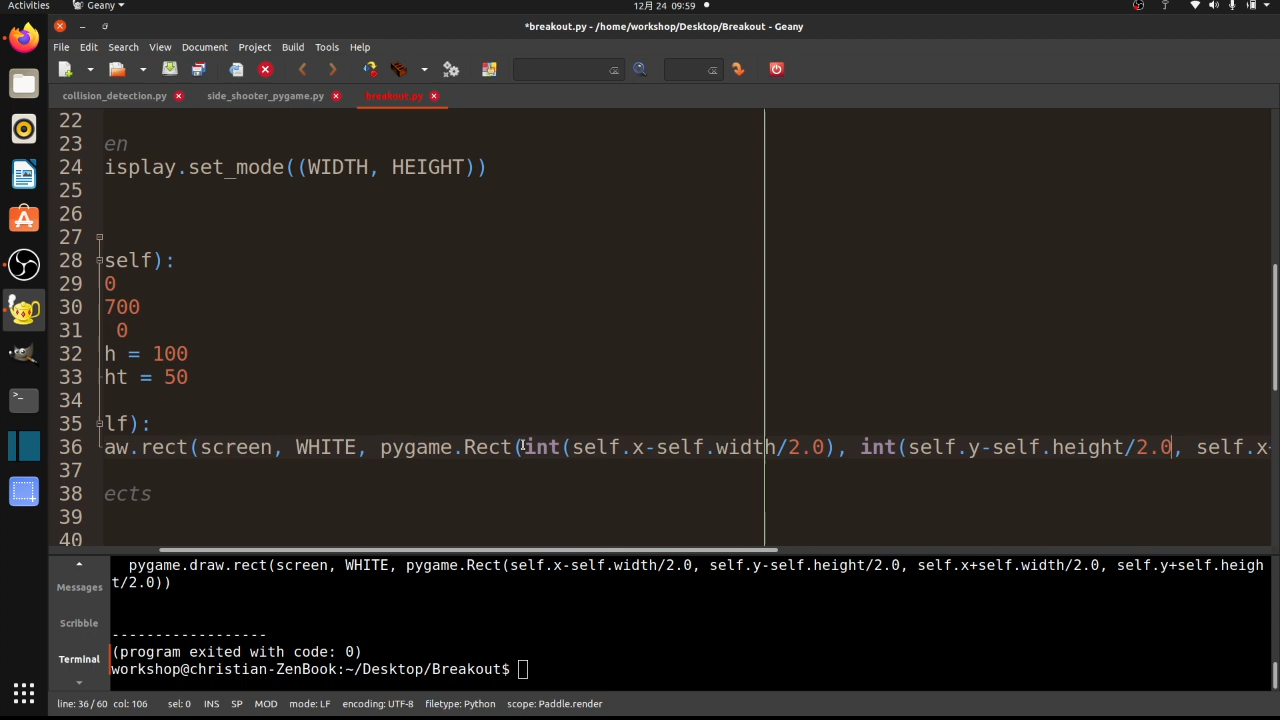 Activities Geany 12月 24 09:59
*breakout.py - /home/workshop/Desktop/Breakout - Geany
File Edit Search View Document Project Build Tools Help
collision_detection.py side_shooter_pygame.py breakout.py
22
23 en
24 isplay.set_mode((WIDTH, HEIGHT))
25
26
27
28 self):
29 0
30 700
31 0
32 h = 100
33 ht = 50
34
35 lf):
36 aw.rect(screen, WHITE, pygame.Rect(int(self.x-self.width/2.0), int(self.y-self.height/2.0, self.x-
37
38 ects
39
40
Messages
Scribble
Terminal
pygame.draw.rect(screen, WHITE, pygame.Rect(self.x-self.width/2.0, self.y-self.height/2.0, self.x+self.width/2.0, self.y+self.heigh
t/2.0))
------------------
(program exited with code: 0)
workshop@christian-ZenBook:~/Desktop/Breakout$
line: 36 / 60 col: 106 sel: 0 INS SP MOD mode: LF encoding: UTF-8 filetype: Python scope: Paddle.render